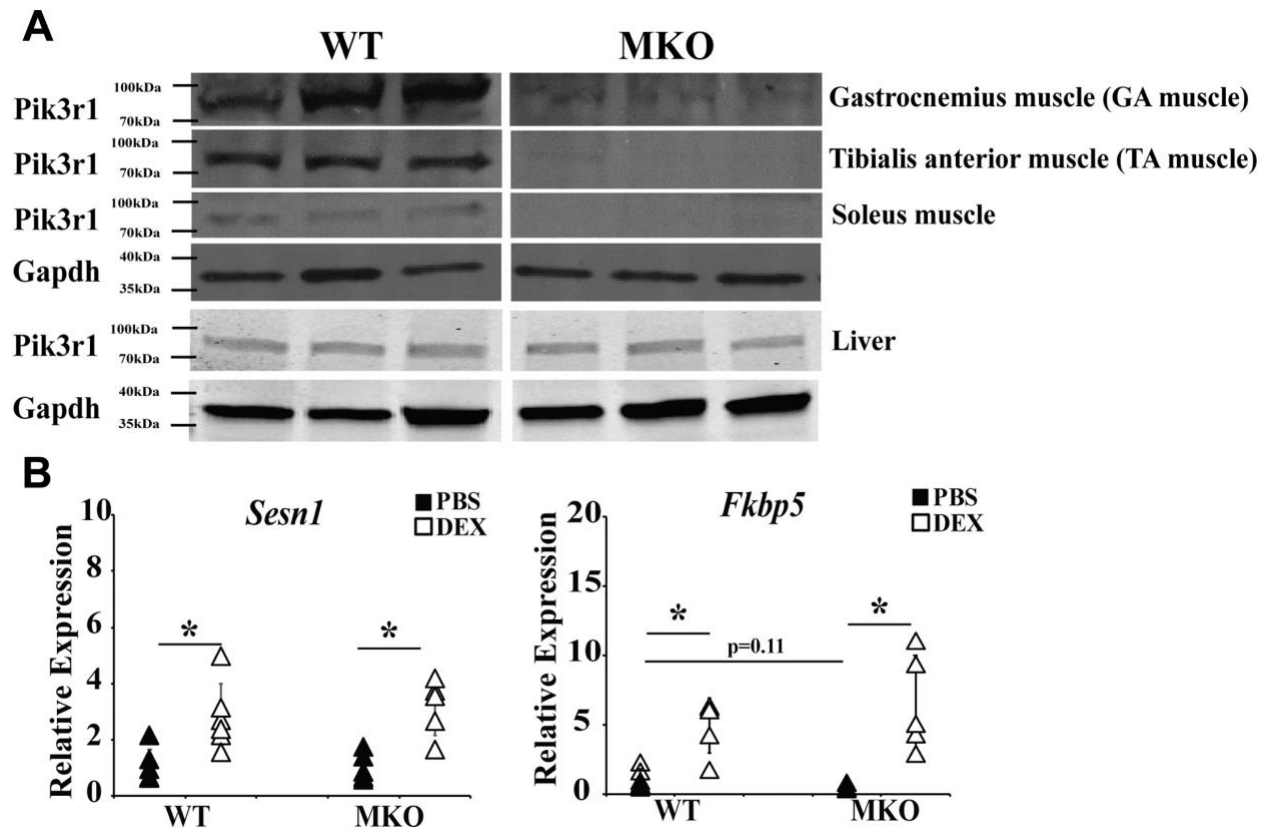 A
WT MKO
Pik3r1 100kDa 70kDa Gastrocnemius muscle (GA muscle)
Pik3r1 100kDa 70kDa Tibialis anterior muscle (TA muscle)
Pik3r1 100kDa 70kDa Soleus muscle
Gapdh 40kDa 35kDa
Pik3r1 100kDa 70kDa Liver
Gapdh 40kDa 35kDa
B
Sesn1
PBS
DEX
Relative Expression
10
8
6
4
2
0
*
*
WT MKO
Fkbp5
PBS
DEX
Relative Expression
20
15
10
5
0
*
*
p=0.11
WT MKO